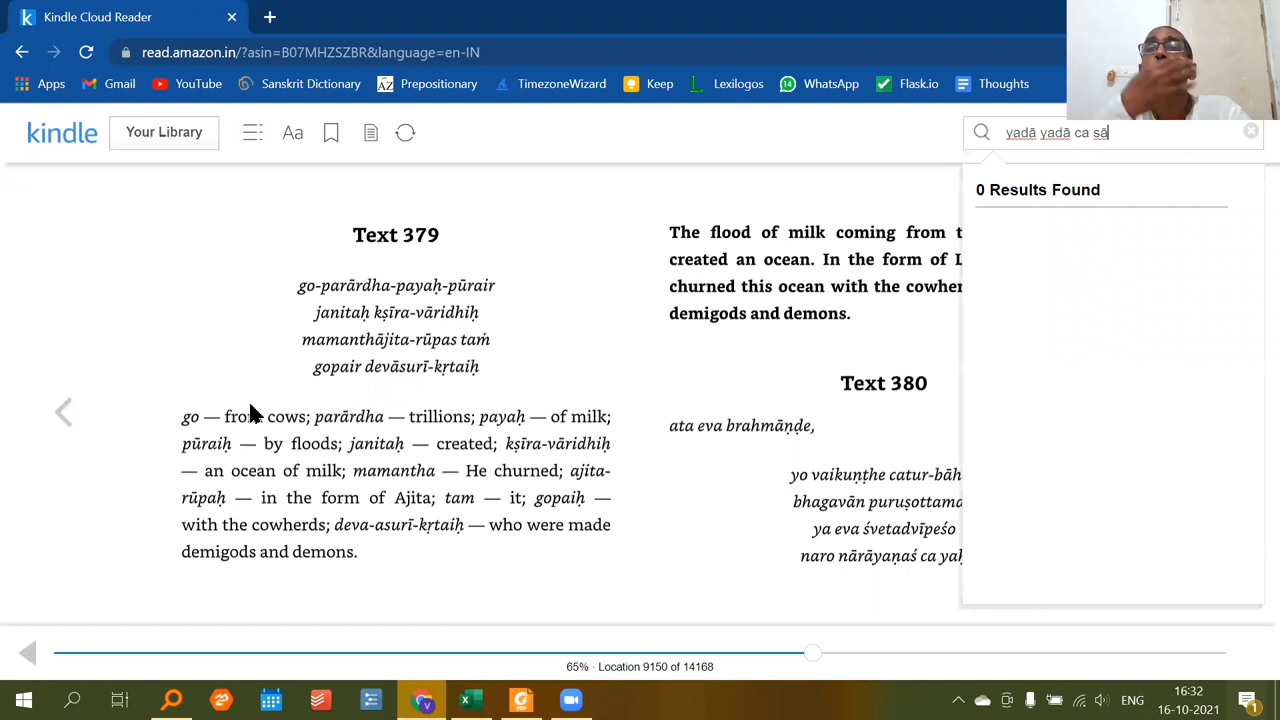 Kindle Cloud Reader
read.amazon.in/?asin=B07MHZSZBR&language=en-IN
Apps Gmail YouTube Sanskrit Dictionary Prepositionary TimezoneWizard Keep Lexilogos WhatsApp Flask.io Thoughts
kindle Your Library Aa yadā yadā ca sā
0 Results Found
Text 379
go-parārdha-payaḥ-pūrair
janitaḥ kṣīra-vāridhiḥ
mamanthājita-rūpas taṁ
gopair devāsurī-kṛtaiḥ
go — from cows; parārdha — trillions; payaḥ — of milk;
pūraiḥ — by floods; janitaḥ — created; kṣīra-vāridhiḥ
— an ocean of milk; mamantha — He churned; ajita-
rūpaḥ — in the form of Ajita; tam — it; gopaiḥ —
with the cowherds; deva-asurī-kṛtaiḥ — who were made
demigods and demons.
The flood of milk coming from
created an ocean. In the form of
churned this ocean with the
demigods and demons.
Text 380
ata eva brahmāṇḍe,
yo vaikuṇṭhe
bhagavān
ya eva śvetadvīpeśo
naro nārāyaṇaś ca
65% · Location 9150 of 14168
ENG
16:32
16-10-2021